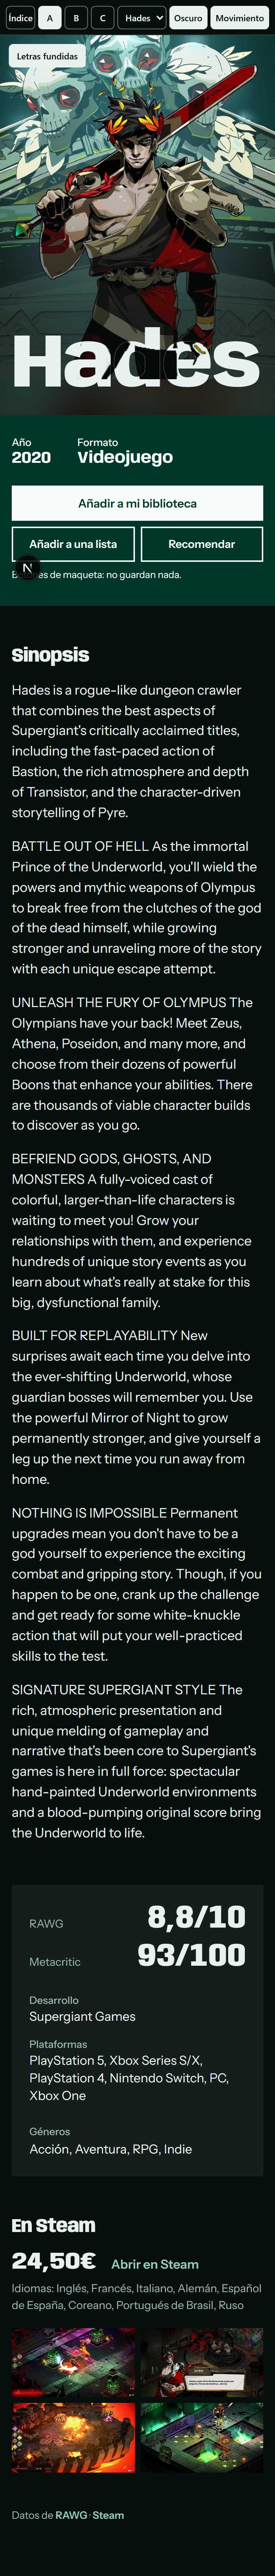 Índice A B C Hades Oscuro Movimiento
Letras fundidas
Hades
Año Formato
2020 Videojuego
Añadir a mi biblioteca
Añadir a una lista Recomendar
N es de maqueta: no guardan nada.
Sinopsis
Hades is a rogue-like dungeon crawler
that combines the best aspects of
Supergiant's critically acclaimed titles,
including the fast-paced action of
Bastion, the rich atmosphere and depth
of Transistor, and the character-driven
storytelling of Pyre.
BATTLE OUT OF HELL As the immortal
Prince of the Underworld, you'll wield the
powers and mythic weapons of Olympus
to break free from the clutches of the god
of the dead himself, while growing
stronger and unraveling more of the story
with each unique escape attempt.
UNLEASH THE FURY OF OLYMPUS The
Olympians have your back! Meet Zeus,
Athena, Poseidon, and many more, and
choose from their dozens of powerful
Boons that enhance your abilities. There
are thousands of viable character builds
to discover as you go.
BEFRIEND GODS, GHOSTS, AND
MONSTERS A fully-voiced cast of
colorful, larger-than-life characters is
waiting to meet you! Grow your
relationships with them, and experience
hundreds of unique story events as you
learn about what's really at stake for this
big, dysfunctional family.
BUILT FOR REPLAYABILITY New
surprises await each time you delve into
the ever-shifting Underworld, whose
guardian bosses will remember you. Use
the powerful Mirror of Night to grow
permanently stronger, and give yourself a
leg up the next time you run away from
home.
NOTHING IS IMPOSSIBLE Permanent
upgrades mean you don't have to be a
god yourself to experience the exciting
combat and gripping story. Though, if you
happen to be one, crank up the challenge
and get ready for some white-knuckle
action that will put your well-practiced
skills to the test.
SIGNATURE SUPERGIANT STYLE The
rich, atmospheric presentation and
unique melding of gameplay and
narrative that's been core to Supergiant's
games is here in full force: spectacular
hand-painted Underworld environments
and a blood-pumping original score bring
the Underworld to life.
RAWG 8,8/10
Metacritic 93/100
Desarrollo
Supergiant Games
Plataformas
PlayStation 5, Xbox Series S/X,
PlayStation 4, Nintendo Switch, PC,
Xbox One
Géneros
Acción, Aventura, RPG, Indie
En Steam
24,50€ Abrir en Steam
Idiomas: Inglés, Francés, Italiano, Alemán, Español
de España, Coreano, Portugués de Brasil, Ruso
Datos de RAWG · Steam